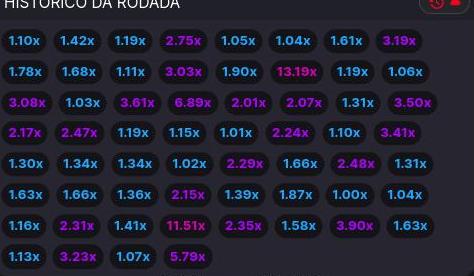 HISTÓRICO DA RODADA
1.10x 1.42x 1.19x 2.75x 1.05x 1.04x 1.61x 3.19x
1.78x 1.68x 1.11x 3.03x 1.90x 13.19x 1.19x 1.06x
3.08x 1.03x 3.61x 6.89x 2.01x 2.07x 1.31x 3.50x
2.17x 2.47x 1.19x 1.15x 1.01x 2.24x 1.10x 3.41x
1.30x 1.34x 1.34x 1.02x 2.29x 1.66x 2.48x 1.31x
1.63x 1.66x 1.36x 2.15x 1.39x 1.87x 1.00x 1.04x
1.16x 2.31x 1.41x 11.51x 2.35x 1.58x 3.90x 1.63x
1.13x 3.23x 1.07x 5.79x